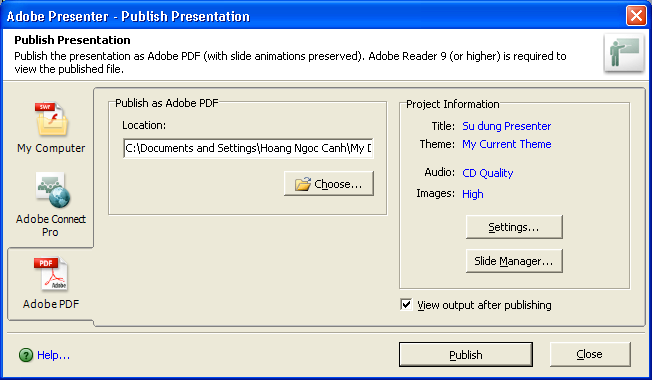 Adobe Presenter - Publish Presentation
Publish Presentation
Publish the presentation as Adobe PDF (with slide animations preserved). Adobe Reader 9 (or higher) is required to
view the published file.
SWF
My Computer
Adobe Connect
Pro
PDF
Adobe
Adobe PDF
Publish as Adobe PDF
Location:
C:\Documents and Settings\Hoang Ngoc Canh\My D
Choose...
Project Information
Title: Su dung Presenter
Theme: My Current Theme
Audio: CD Quality
Images: High
Settings...
Slide Manager...
View output after publishing
Help...
Publish
Close